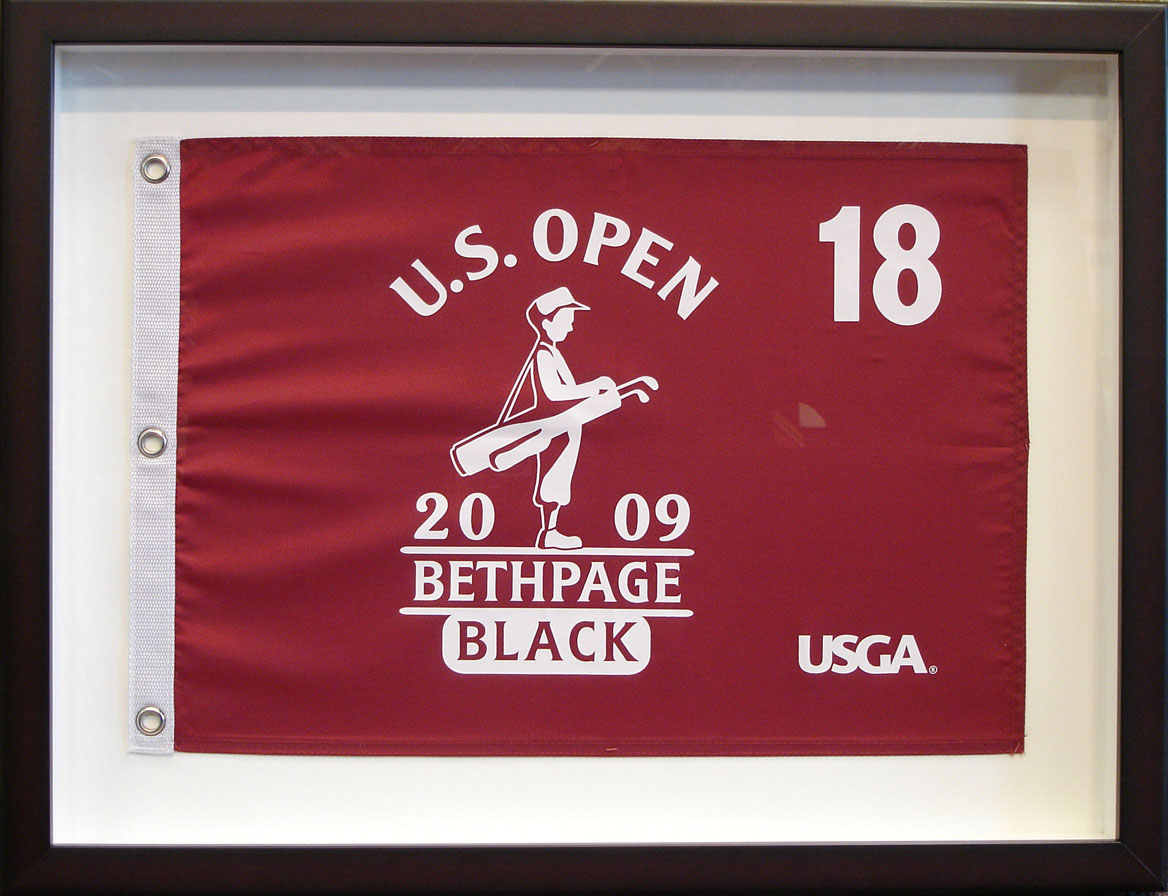 U.S. OPEN
18
20 09
BETHPAGE
BLACK
USGA®